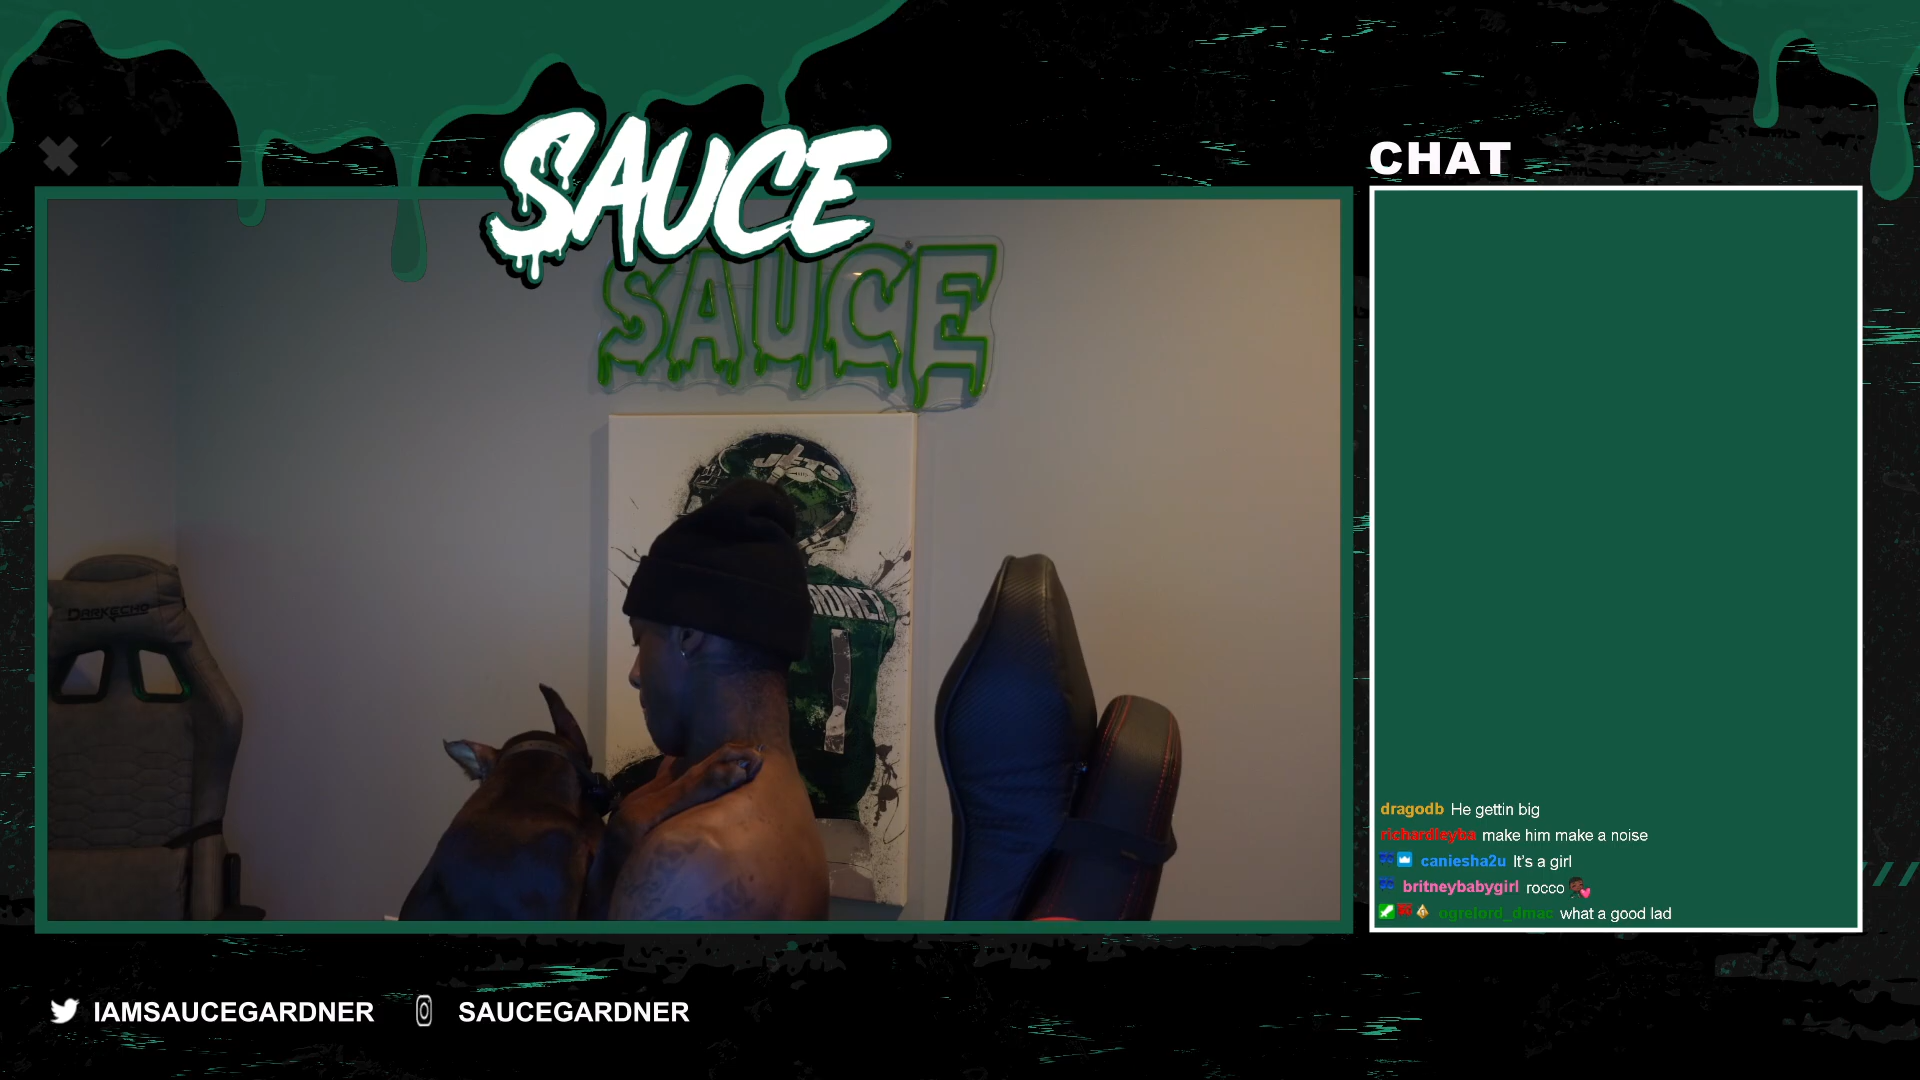 SAUCE
CHAT
SAUCE
JETS
ARDNER
1
DARKECHO
dragodb He gettin big
richardleyba make him make a noise
caniesha2u It's a girl
britneybabygirl rocco
ogrelord_dmac what a good lad
IAMSAUCEGARDNER
SAUCEGARDNER